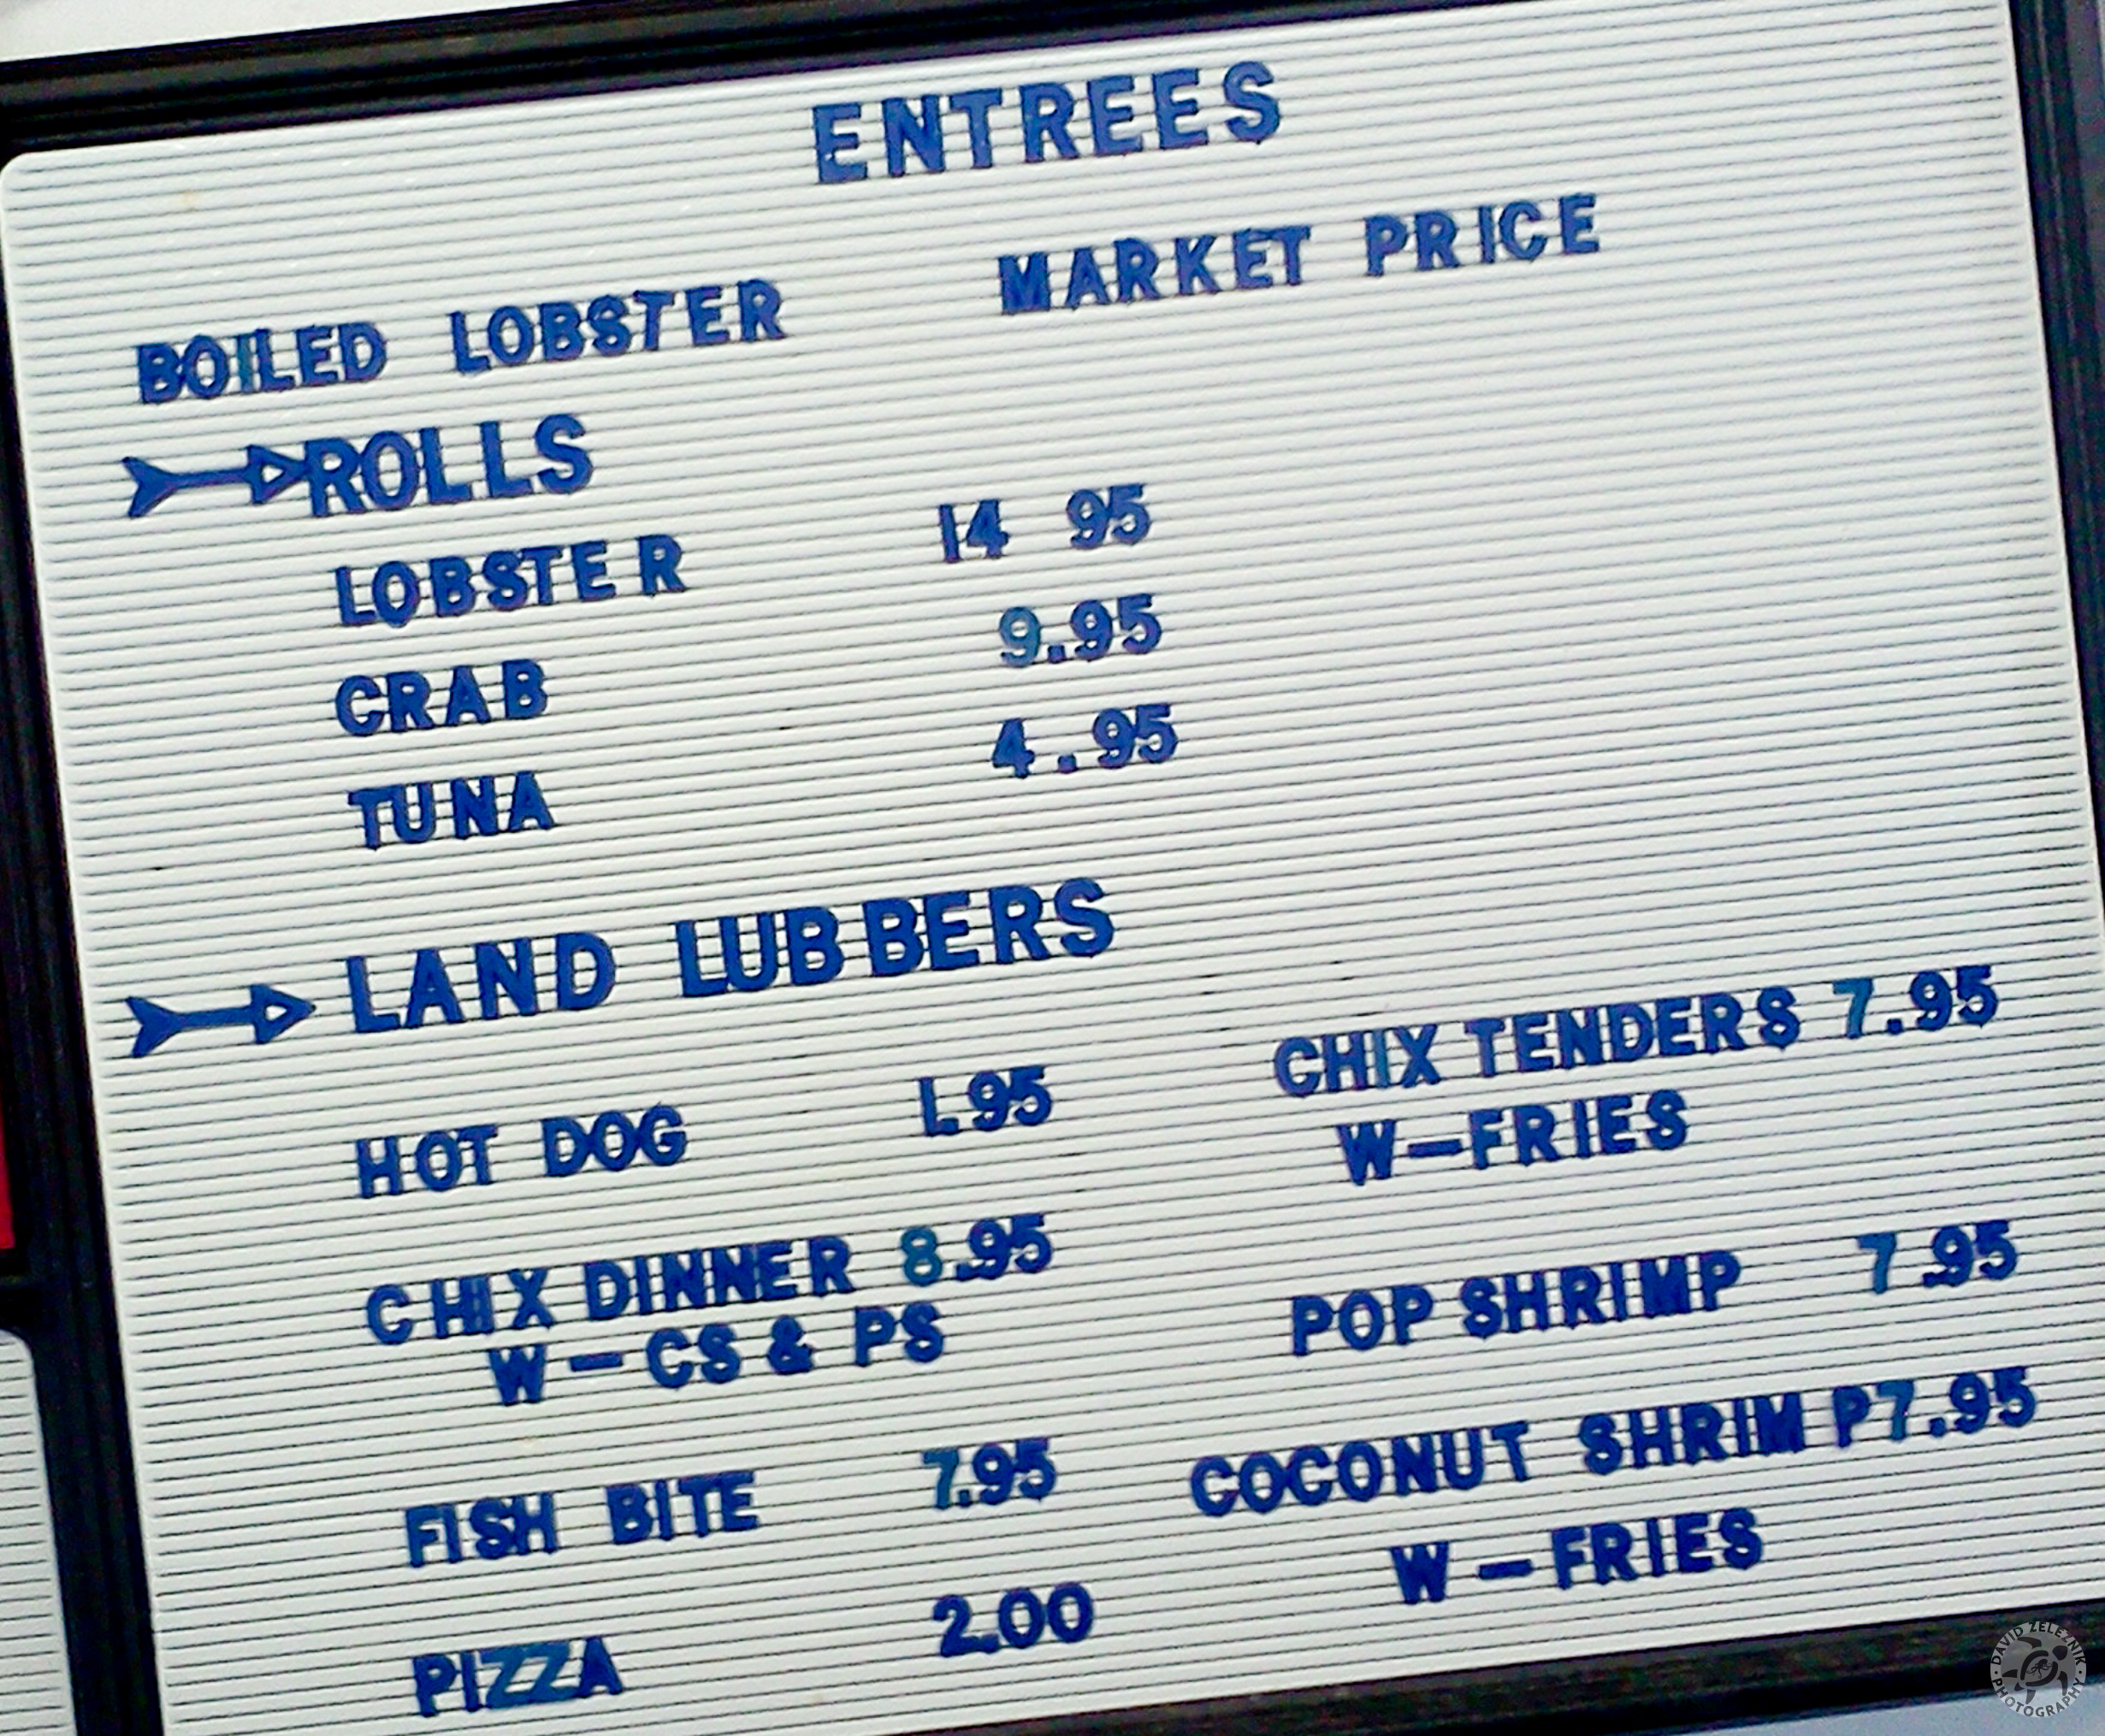 ENTREES
BOILED LOBSTER MARKET PRICE
ROLLS
LOBSTER 14 95
CRAB 9.95
TUNA 4.95
LAND LUBBERS
HOT DOG 1.95
CHIX TENDERS 7.95
W-FRIES
CHIX DINNER 8.95
W-CS & PS
POP SHRIMP 7.95
FISH BITE 7.95
COCONUT SHRIMP 7.95
W-FRIES
PIZZA 2.00
DAVID ZELEZNIK
PHOTOGRAPHY